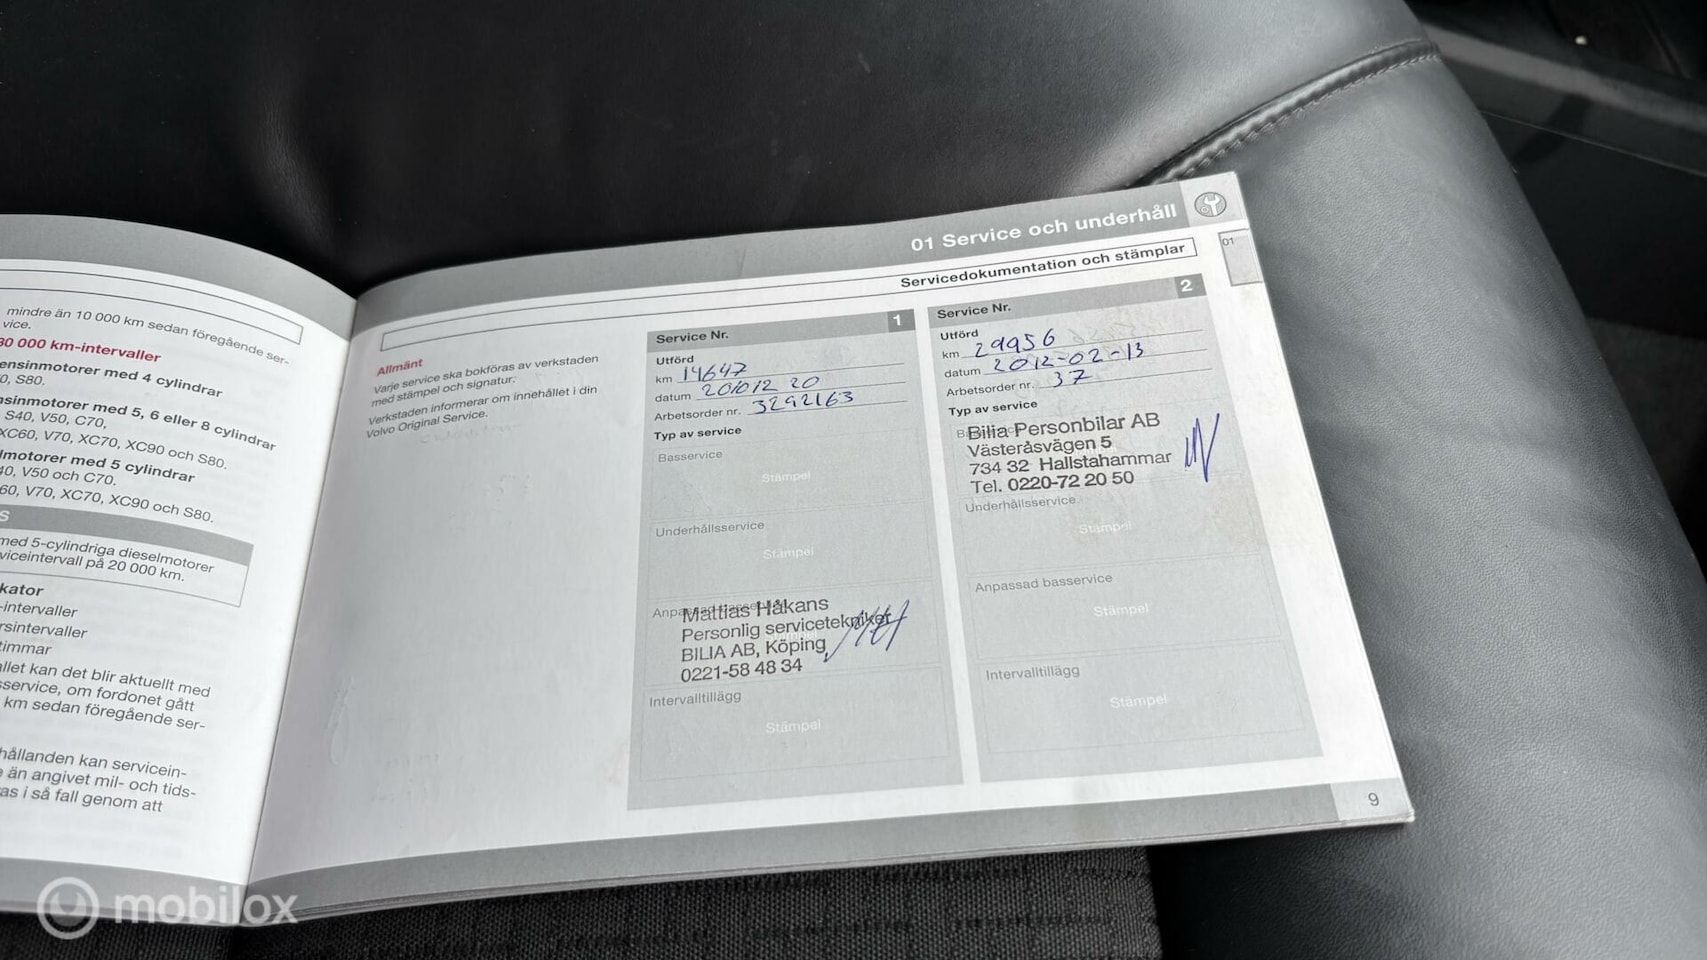 mindre än 10 000 km sedan föregående ser-
vice.
30 000 km-intervaller
ensinmotorer med 4 cylindrar
0, S80.
nsinmotorer med 5, 6 eller 8 cylindrar
S40, V50, C70,
XC60, V70, XC70, XC90 och S80.
lmotorer med 5 cylindrar
40, V50 och C70.
60, V70, XC70, XC90 och S80.
S
med 5-cylindriga dieselmotorer
viceintervall på 20 000 km.
kator
-intervaller
rsintervaller
timmar
llet kan det blir aktuellt med
sservice, om fordonet gått
km sedan föregående ser-
hållanden kan servicein-
e än angivet mil- och tids-
as i så fall genom att
01 Service och underhåll
01
Servicedokumentation och stämplar
Allmänt
Varje service ska bokföras av verkstaden
med stämpel och signatur.
Verkstaden informerar om innehållet i din
Volvo Original Service.
Service Nr. 1
Utförd
km 14647
datum 201012 20
Arbetsorder nr. 3292163
Typ av service
Basservice
Stämpel
Underhållsservice
Stämpel
Anpassad basservice
Mattias Håkans
Personlig servicetekniker
BILIA AB, Köping
0221-58 48 34
Intervalltillägg
Stämpel
Service Nr. 2
Utförd
km 29956
datum 2012-02-13
Arbetsorder nr. 37
Typ av service
Bilia Personbilar AB
Västeråsvägen 5
734 32 Hallstahammar
Tel. 0220-72 20 50
Underhållsservice
Stämpel
Anpassad basservice
Stämpel
Intervalltillägg
Stämpel
9
mobilox